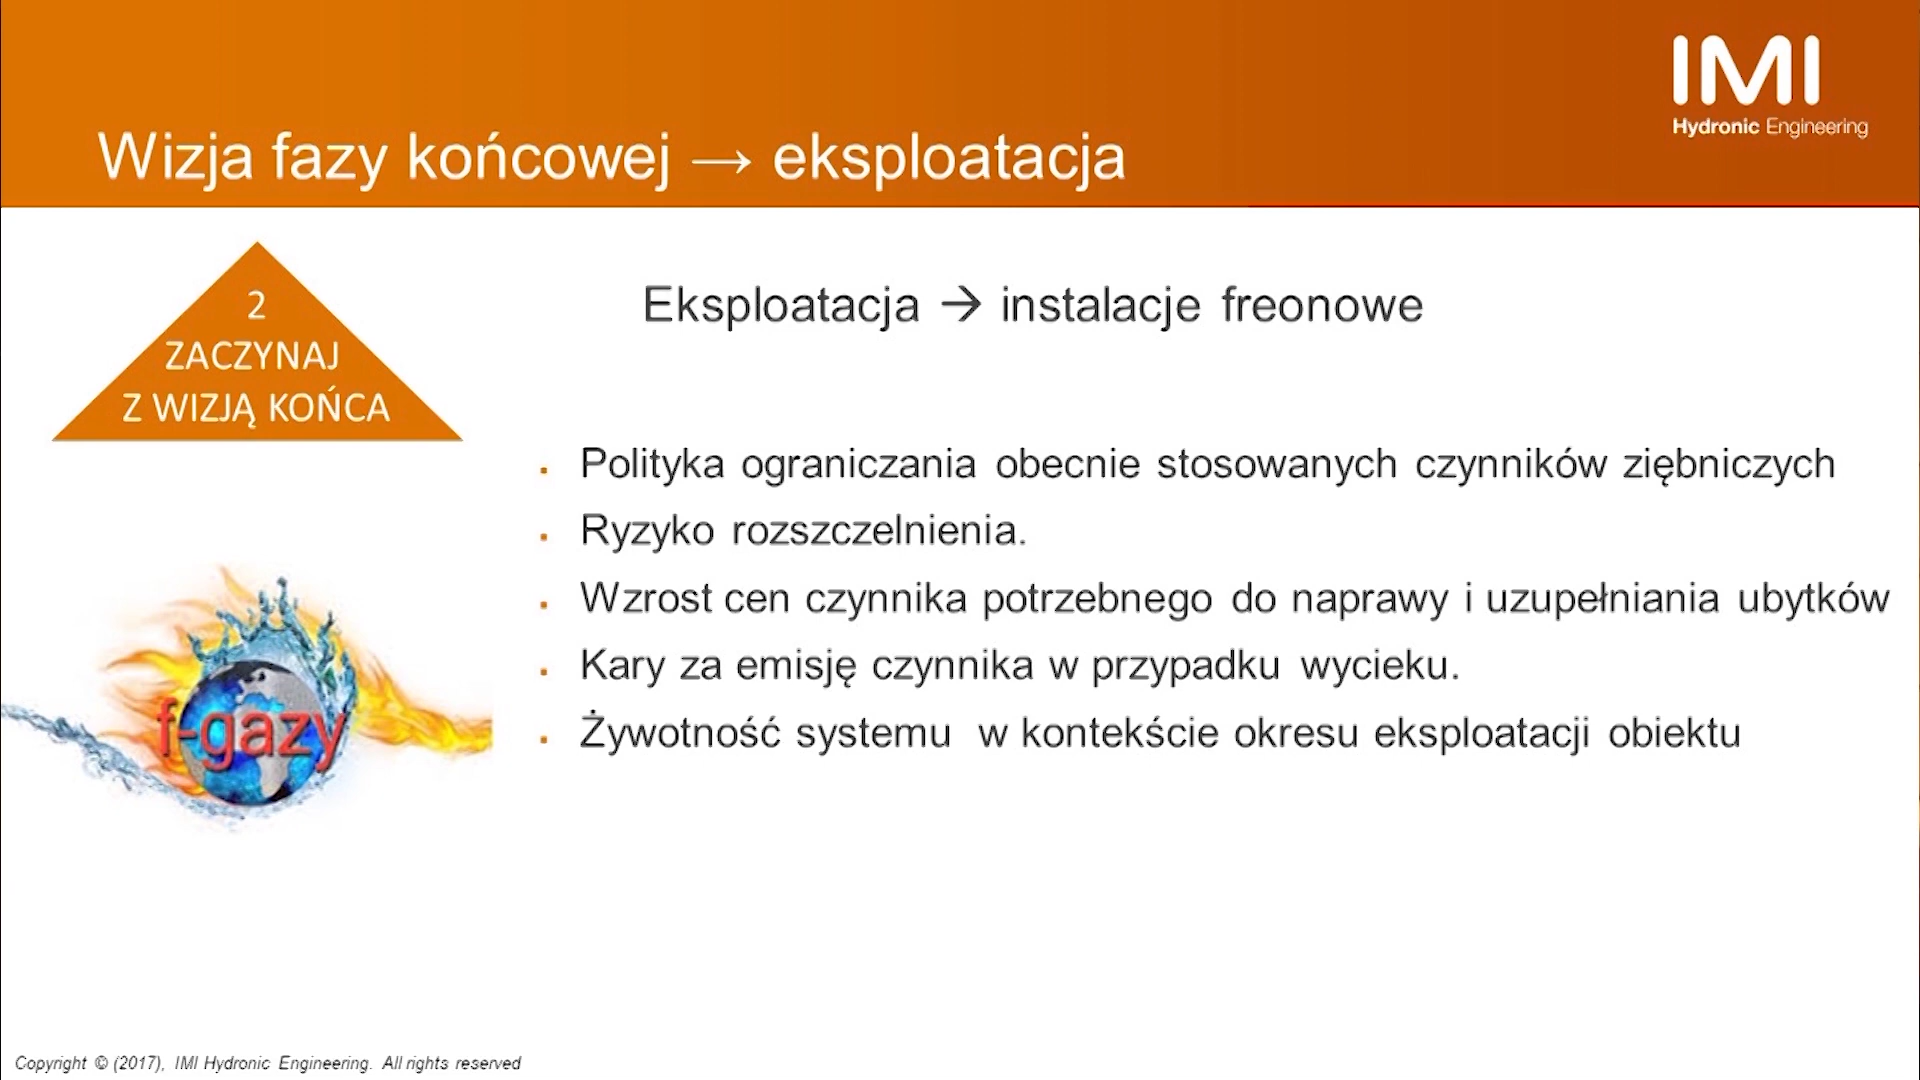 IMI
Hydronic Engineering
Wizja fazy końcowej → eksploatacja
2
ZACZYNAJ
Z WIZJĄ KOŃCA
Eksploatacja → instalacje freonowe
▪ Polityka ograniczania obecnie stosowanych czynników ziębniczych
▪ Ryzyko rozszczelnienia.
▪ Wzrost cen czynnika potrzebnego do naprawy i uzupełniania ubytków
▪ Kary za emisję czynnika w przypadku wycieku.
▪ Żywotność systemu w kontekście okresu eksploatacji obiektu
f-gazy
Copyright © (2017), IMI Hydronic Engineering. All rights reserved